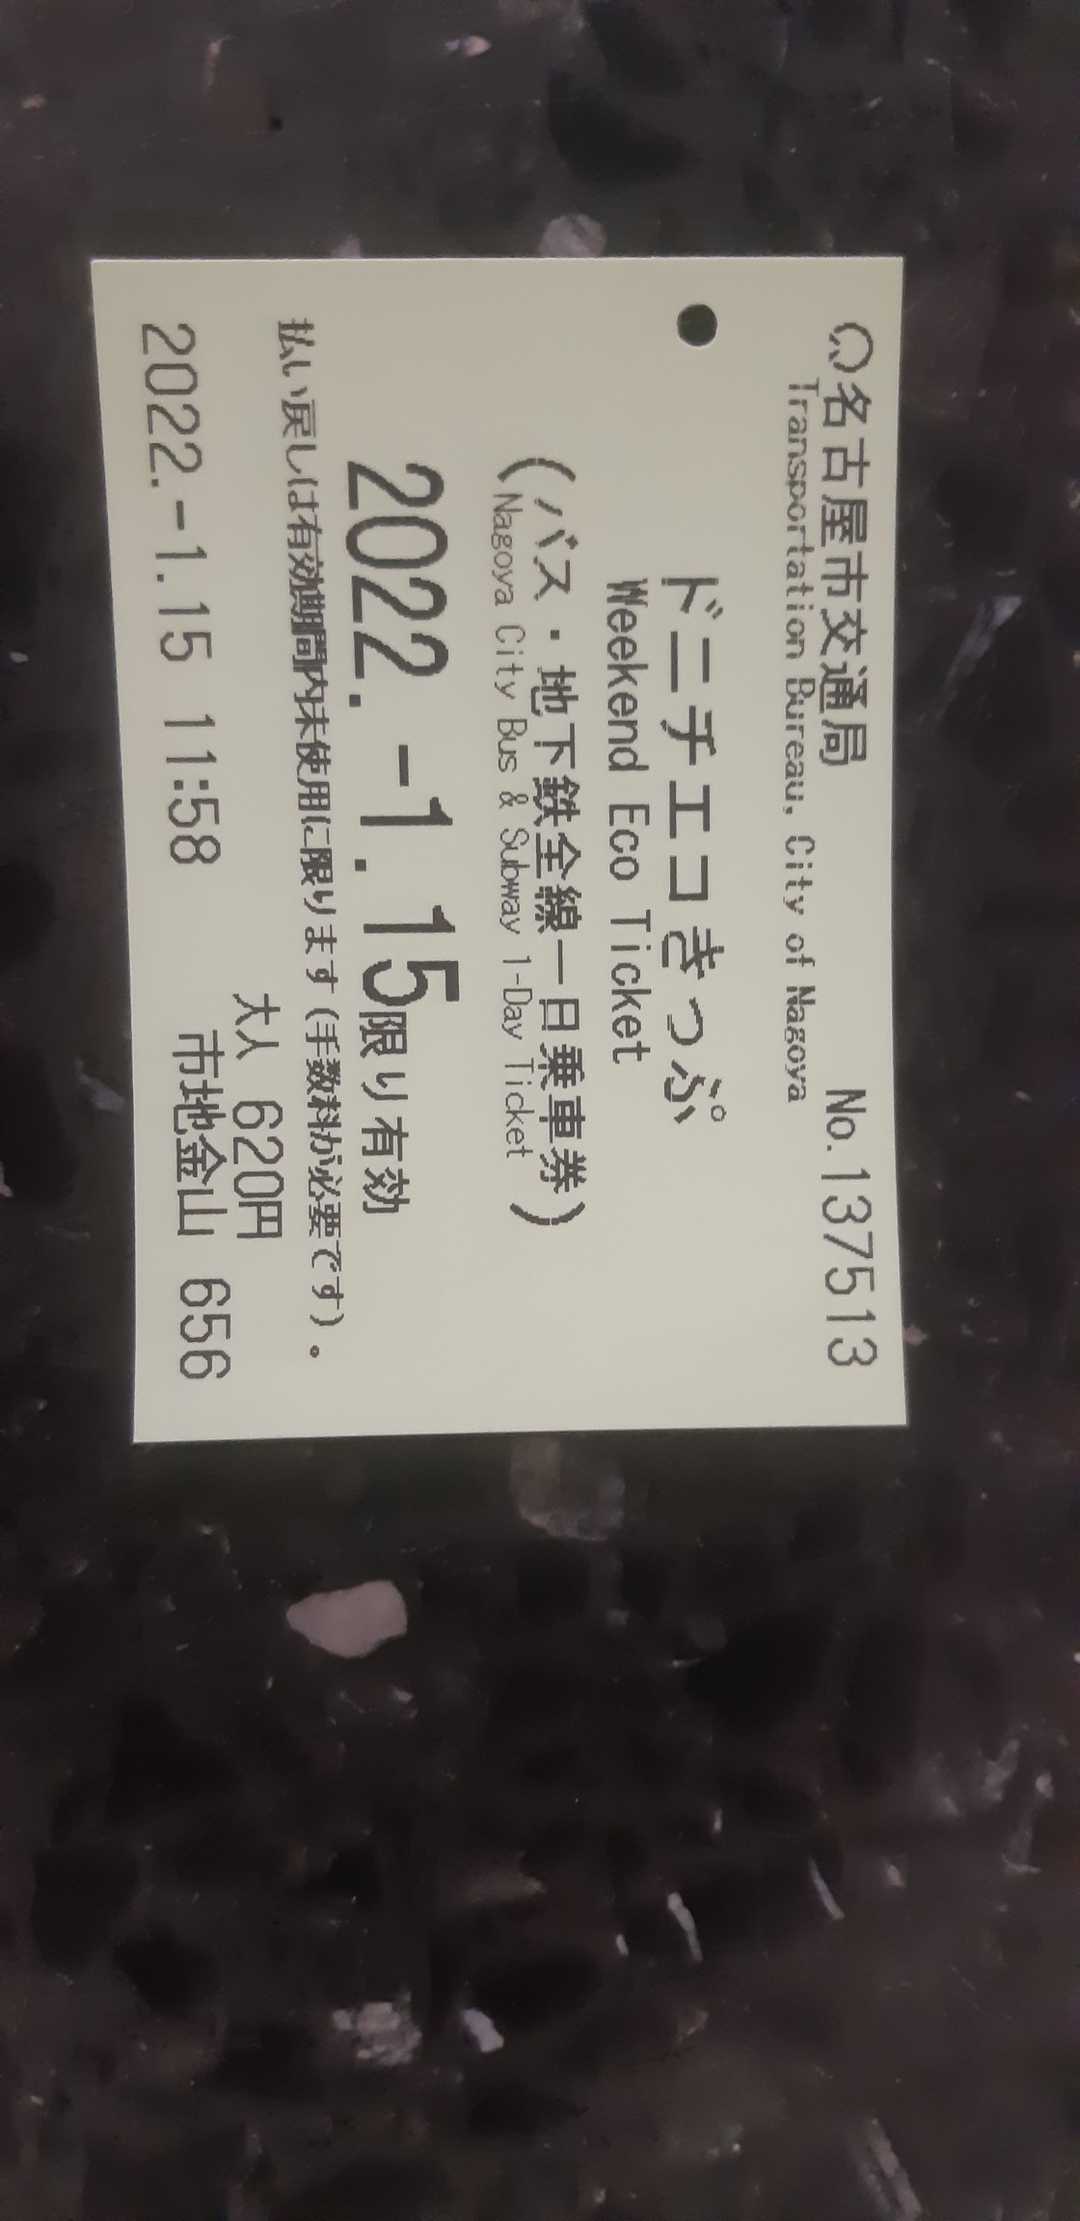 名古屋市交通局 No.137513
Transportation Bureau, City of Nagoya
ドニチエコきっぷ
Weekend Eco Ticket
(バス・地下鉄全線一日乗車券)
Nagoya City Bus & Subway 1-Day Ticket
2022.-1.15限り有効
払い戻しは有効期間内未使用に限ります(手数料が必要です)。
大人 620円
2022.-1.15 11:58 市地金山 656